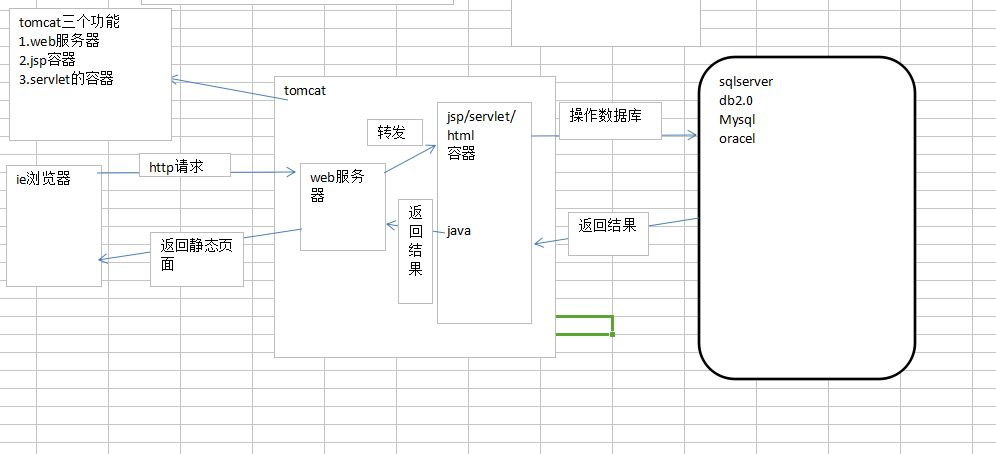 tomcat三个功能
1.web服务器
2.jsp容器
3.servlet的容器
tomcat
ie浏览器
http请求
web服务
器
转发
jsp/servlet/
html
容器
java
操作数据库
sqlserver
db2.0
Mysql
oracel
返回结果
返
回
结
果
返回静态页
面